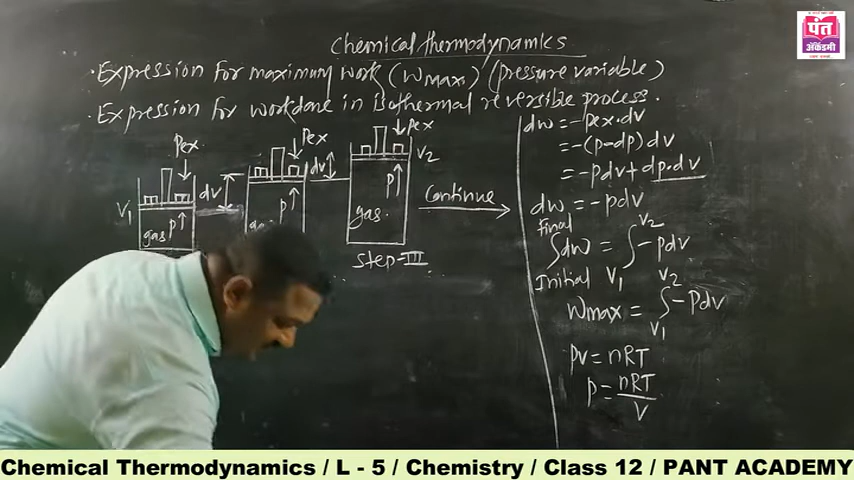 पंत
अ‍ॅकॅडमी
Chemical thermodynamics
· Expression for maximum work (Wmax) (pressure variable)
· Expression for workdone in isothermal reversible process.
Pex
Pex
Pex
dv
dv
V1
V2
P
P
P
gas
gas
gas.
Step-III
Continue
dw = -Pex.dv
= -(P-dP) dv
= -Pdv + dP.dv
dw = -Pdv
Final
∫dw = ∫ -Pdv
V2
Initial V1
Wmax = ∫ -Pdv
V2
V1
PV = nRT
P = nRT
V
Chemical Thermodynamics / L - 5 / Chemistry / Class 12 / PANT ACADEMY